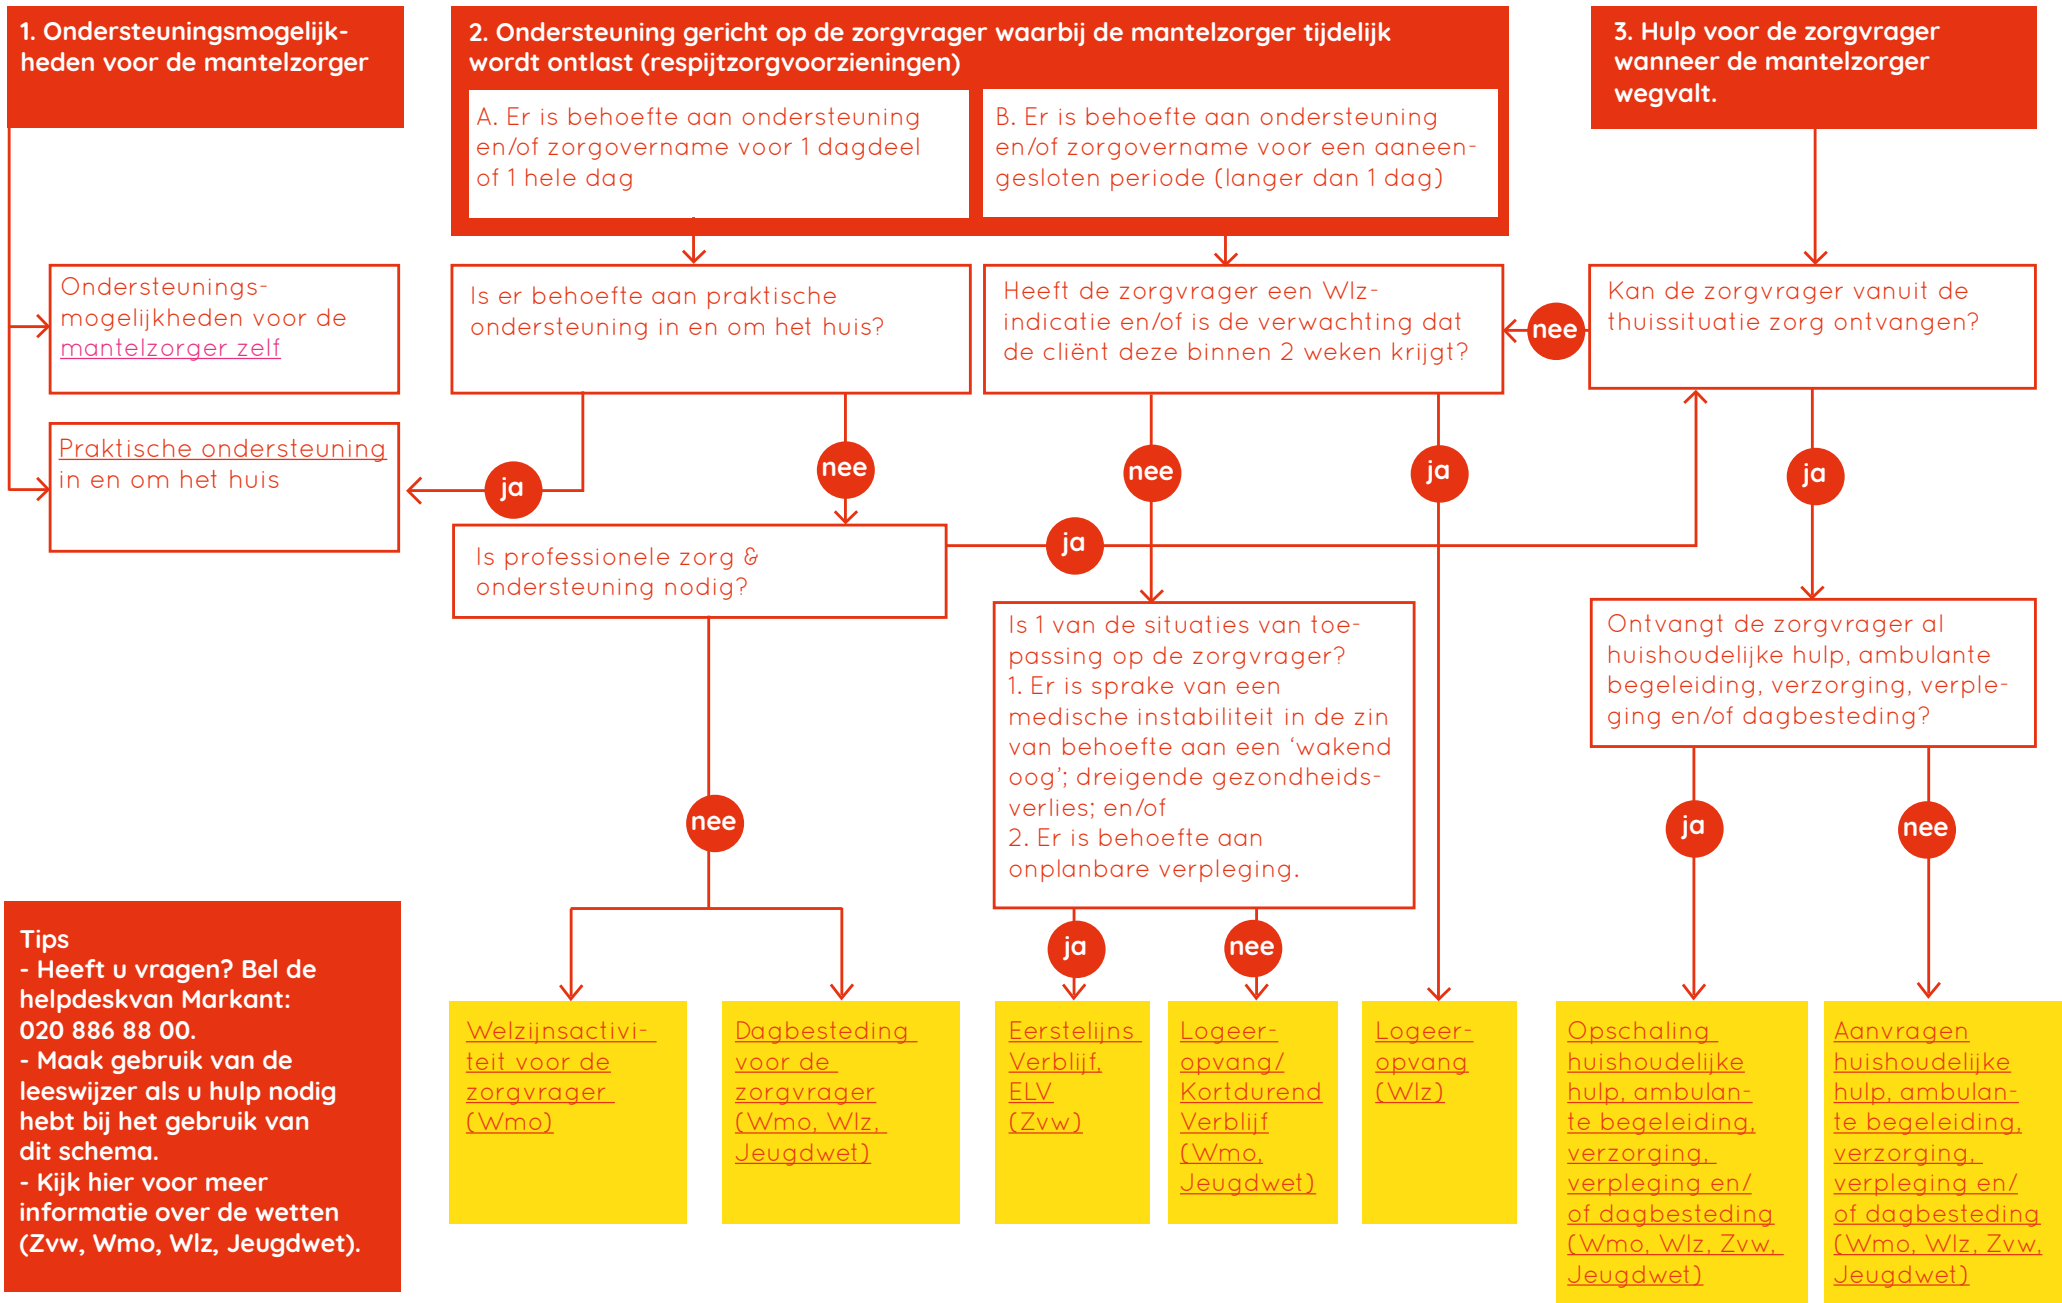 1. Ondersteuningsmogelijk-
heden voor de mantelzorger
2. Ondersteuning gericht op de zorgvrager waarbij de mantelzorger tijdelijk
wordt ontlast (respijtzorgvoorzieningen)
A. Er is behoefte aan ondersteuning
en/of zorgovername voor 1 dagdeel
of 1 hele dag
B. Er is behoefte aan ondersteuning
en/of zorgovername voor een aaneen-
gesloten periode (langer dan 1 dag)
3. Hulp voor de zorgvrager
wanneer de mantelzorger
wegvalt.
Ondersteunings-
mogelijkheden voor de
mantelzorger zelf
Is er behoefte aan praktische
ondersteuning in en om het huis?
Heeft de zorgvrager een Wlz-
indicatie en/of is de verwachting dat
de cliënt deze binnen 2 weken krijgt?
nee
Kan de zorgvrager vanuit de
thuissituatie zorg ontvangen?
Praktische ondersteuning
in en om het huis
ja
nee
nee
ja
ja
Is professionele zorg &
ondersteuning nodig?
ja
Is 1 van de situaties van toe-
passing op de zorgvrager?
1. Er is sprake van een
medische instabiliteit in de zin
van behoefte aan een ‘wakend
oog’; dreigende gezondheids-
verlies; en/of
2. Er is behoefte aan
onplanbare verpleging.
Ontvangt de zorgvrager al
huishoudelijke hulp, ambulante
begeleiding, verzorging, verple-
ging en/of dagbesteding?
nee
ja
nee
ja
nee
Tips
- Heeft u vragen? Bel de
helpdeskvan Markant:
020 886 88 00.
- Maak gebruik van de
leeswijzer als u hulp nodig
hebt bij het gebruik van
dit schema.
- Kijk hier voor meer
informatie over de wetten
(Zvw, Wmo, Wlz, Jeugdwet).
Welzijnsactivi-
teit voor de
zorgvrager
(Wmo)
Dagbesteding
voor de
zorgvrager
(Wmo, Wlz,
Jeugdwet)
Eerstelijns
Verblijf,
ELV
(Zvw)
Logeer-
opvang/
Kortdurend
Verblijf
(Wmo,
Jeugdwet)
Logeer-
opvang
(Wlz)
Opschaling
huishoudelijke
hulp, ambulan-
te begeleiding,
verzorging,
verpleging en/
of dagbesteding
(Wmo, Wlz, Zvw,
Jeugdwet)
Aanvragen
huishoudelijke
hulp, ambulan-
te begeleiding,
verzorging,
verpleging en/
of dagbesteding
(Wmo, Wlz, Zvw,
Jeugdwet)